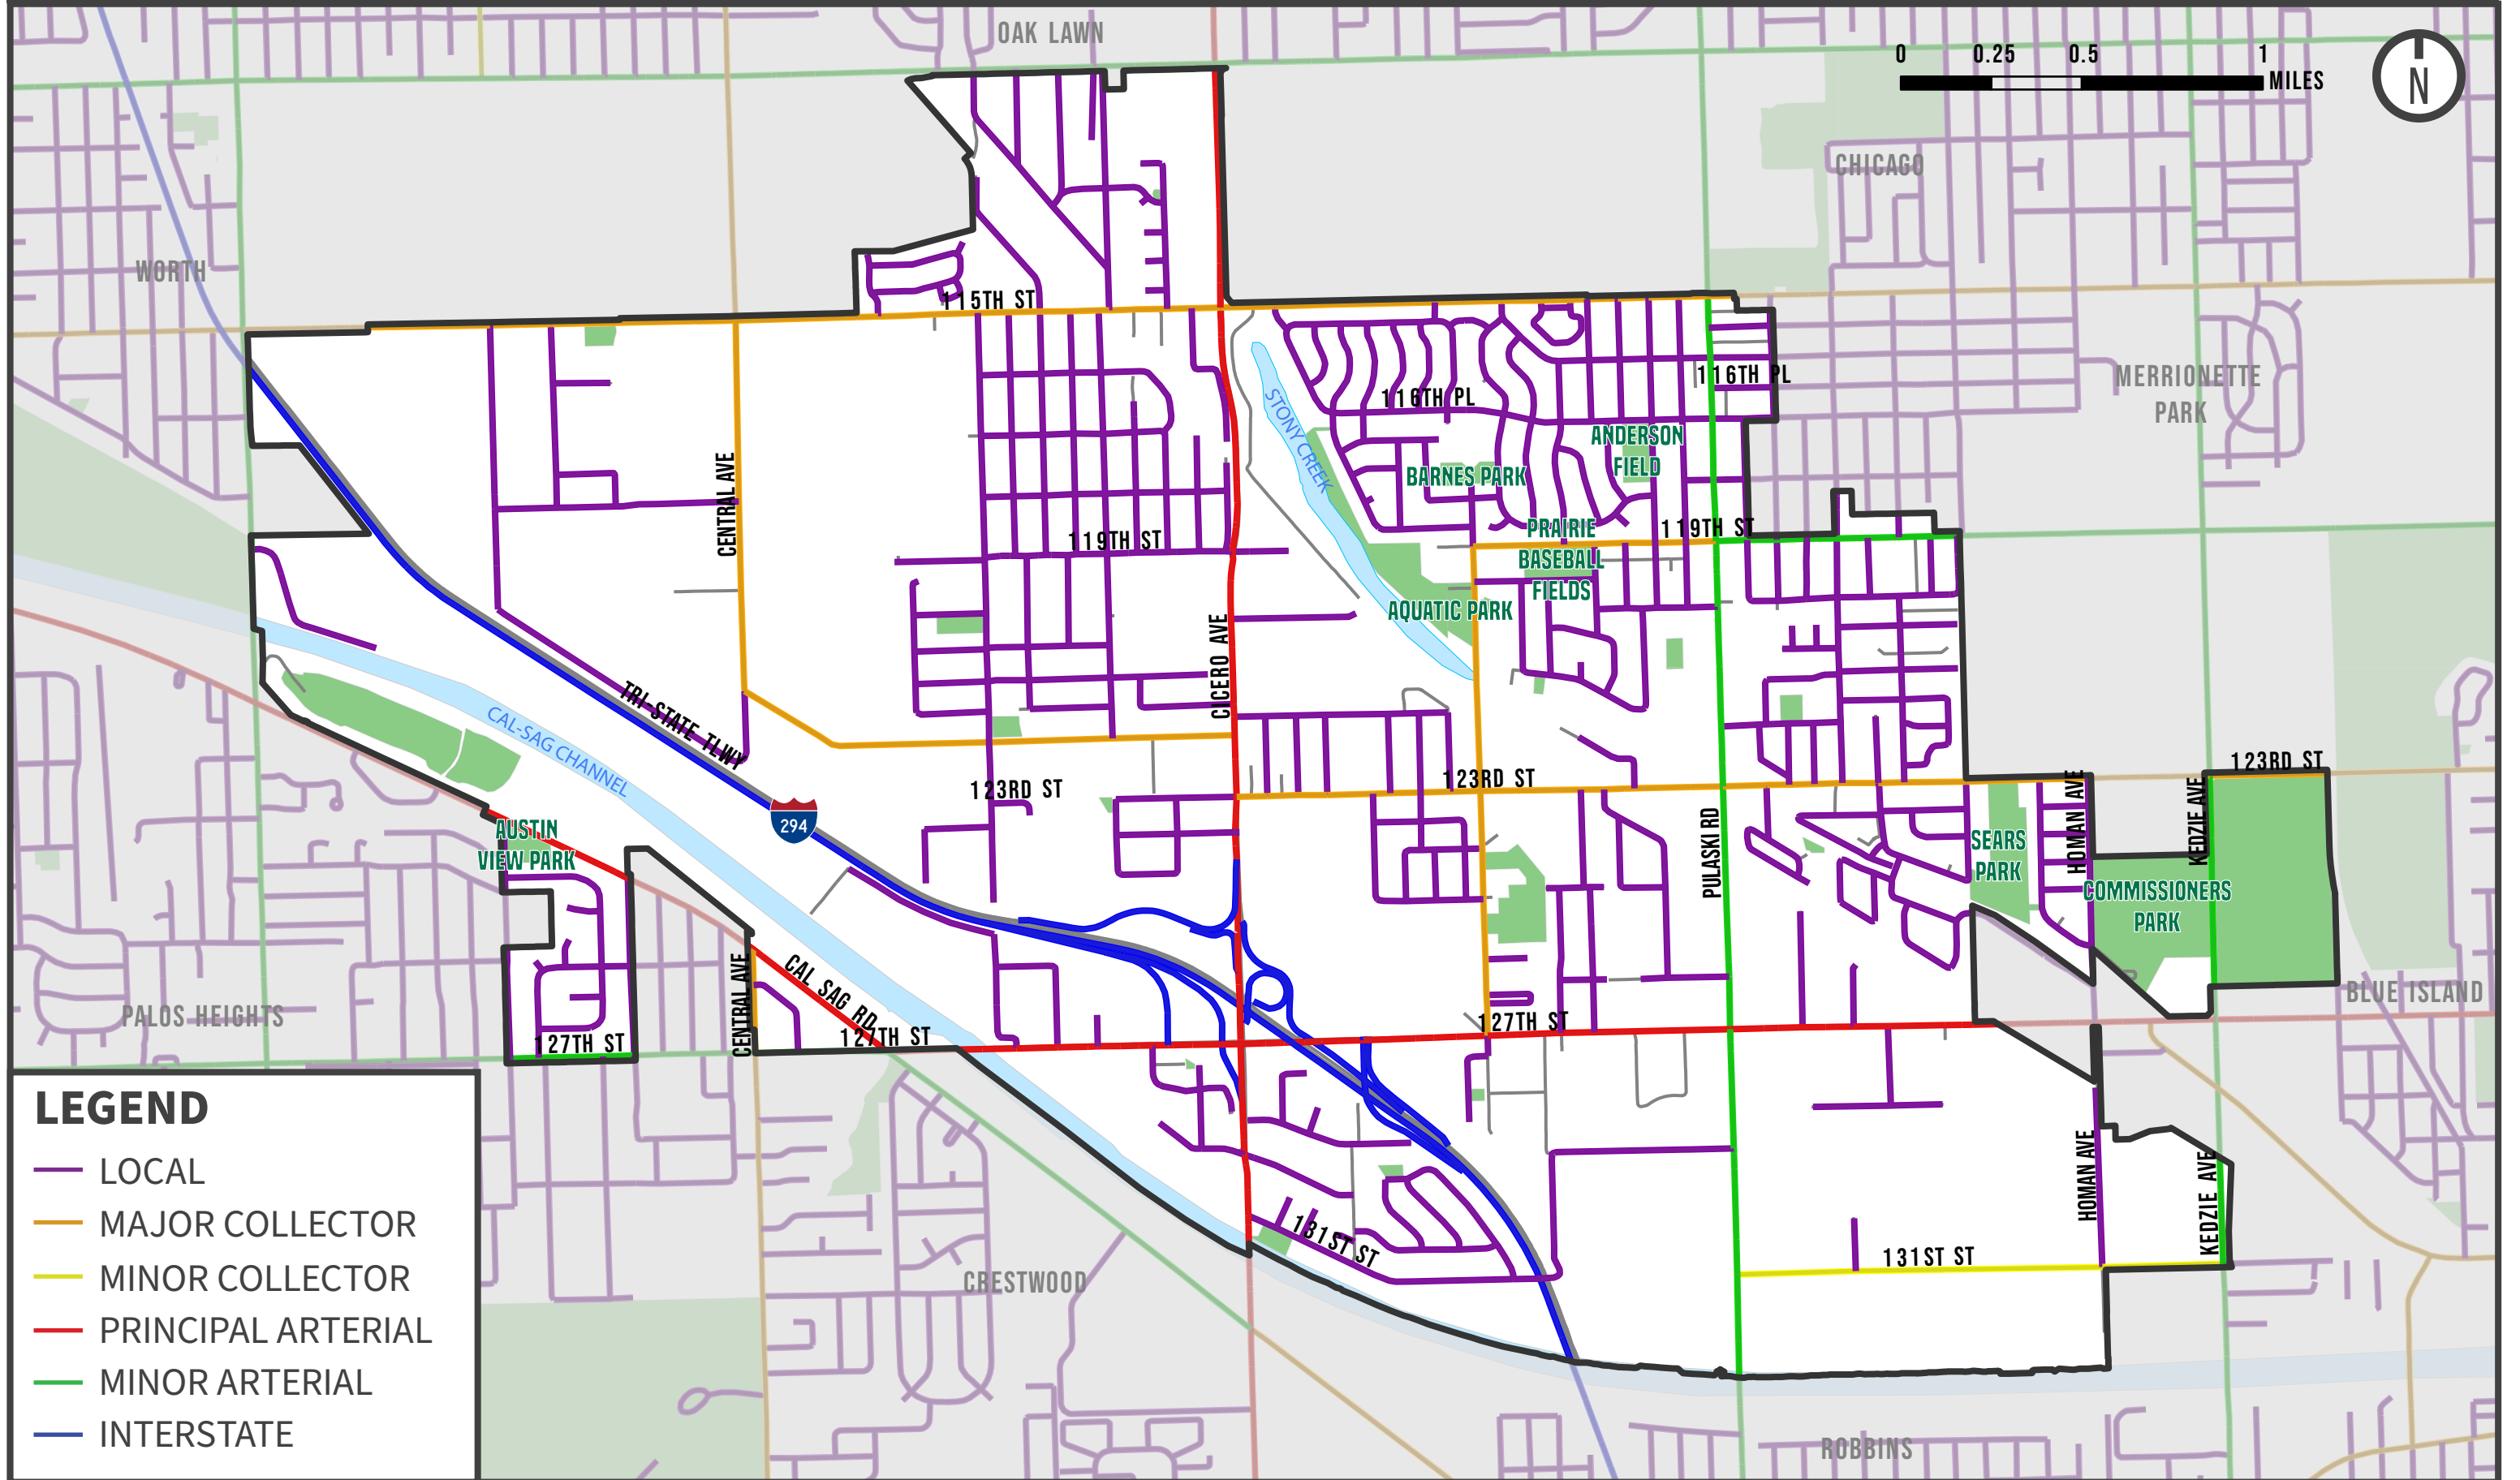 OAK LAWN
0 0.25 0.5 1
MILES
N
CHICAGO
WORTH
115TH ST
MERRIONETTE
PARK
116TH PL
116TH PL
STONY CREEK
ANDERSON
FIELD
BARNES PARK
CENTRAL AVE
119TH ST
119TH ST
PRAIRIE
BASEBALL
FIELDS
AQUATIC PARK
CICERO AVE
TRI-STATE TLWY
CAL-SAG CHANNEL
123RD ST
123RD ST
123RD ST
294
AUSTIN
VIEW PARK
PULASKI RD
HOMAN AVE
KEDZIE AVE
SEARS
PARK
COMMISSIONERS
PARK
CENTRAL AVE
CAL SAG RD
PALOS HEIGHTS
127TH ST
127TH ST
127TH ST
BLUE ISLAND
HOMAN AVE
KEDZIE AVE
131ST ST
131ST ST
CRESTWOOD
ROBBINS
LEGEND
LOCAL
MAJOR COLLECTOR
MINOR COLLECTOR
PRINCIPAL ARTERIAL
MINOR ARTERIAL
INTERSTATE